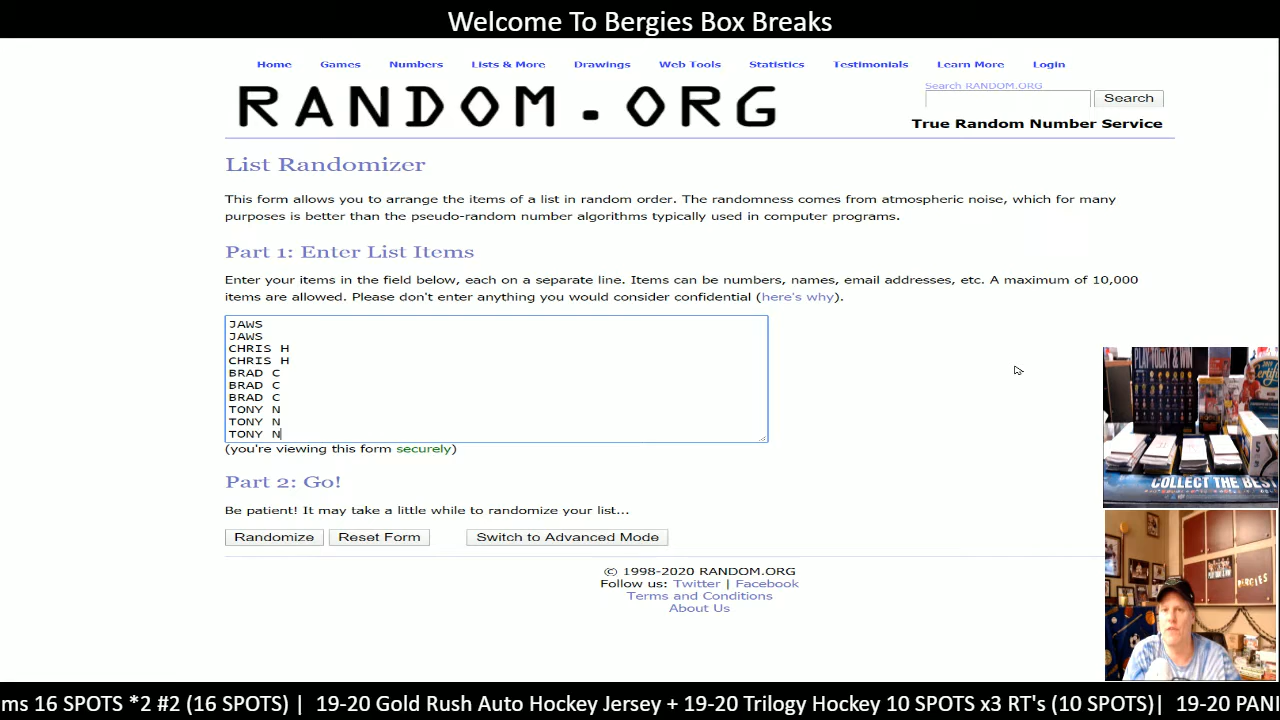 Welcome To Bergies Box Breaks
Home Games Numbers Lists & More Drawings Web Tools Statistics Testimonials Learn More Login
RANDOM.ORG
Search RANDOM.ORG
Search
True Random Number Service
List Randomizer
This form allows you to arrange the items of a list in random order. The randomness comes from atmospheric noise, which for many
purposes is better than the pseudo-random number algorithms typically used in computer programs.
Part 1: Enter List Items
Enter your items in the field below, each on a separate line. Items can be numbers, names, email addresses, etc. A maximum of 10,000
items are allowed. Please don't enter anything you would consider confidential (here's why).
JAWS
JAWS
CHRIS H
CHRIS H
BRAD C
BRAD C
BRAD C
TONY N
TONY N
TONY N
(you're viewing this form securely)
Part 2: Go!
Be patient! It may take a little while to randomize your list...
Randomize Reset Form Switch to Advanced Mode
© 1998-2020 RANDOM.ORG
Follow us: Twitter | Facebook
Terms and Conditions
About Us
PLAY TODAY & WIN
COLLECT THE BEST
BERGIES
ms 16 SPOTS *2 #2 (16 SPOTS) | 19-20 Gold Rush Auto Hockey Jersey + 19-20 Trilogy Hockey 10 SPOTS x3 RT's (10 SPOTS)| 19-20 PANI